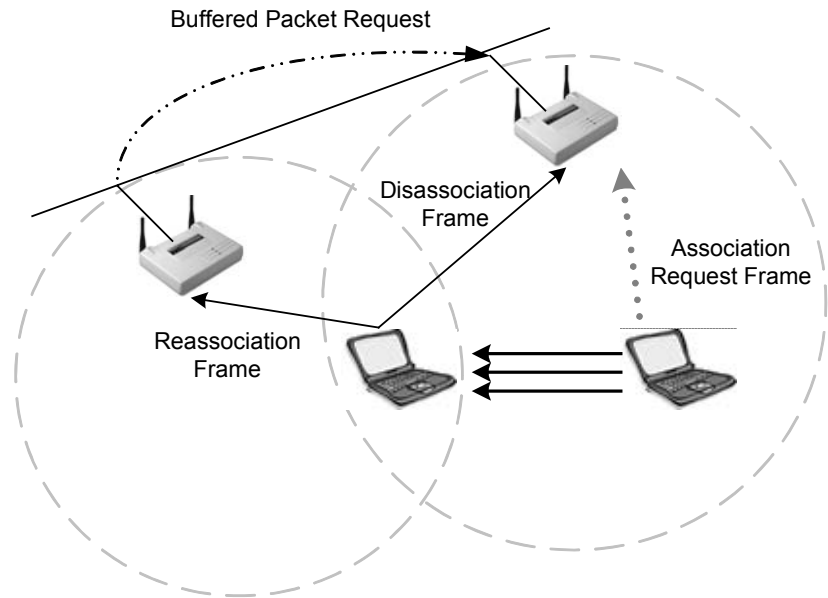 Buffered Packet Request
Disassociation
Frame
Association
Request Frame
Reassociation
Frame